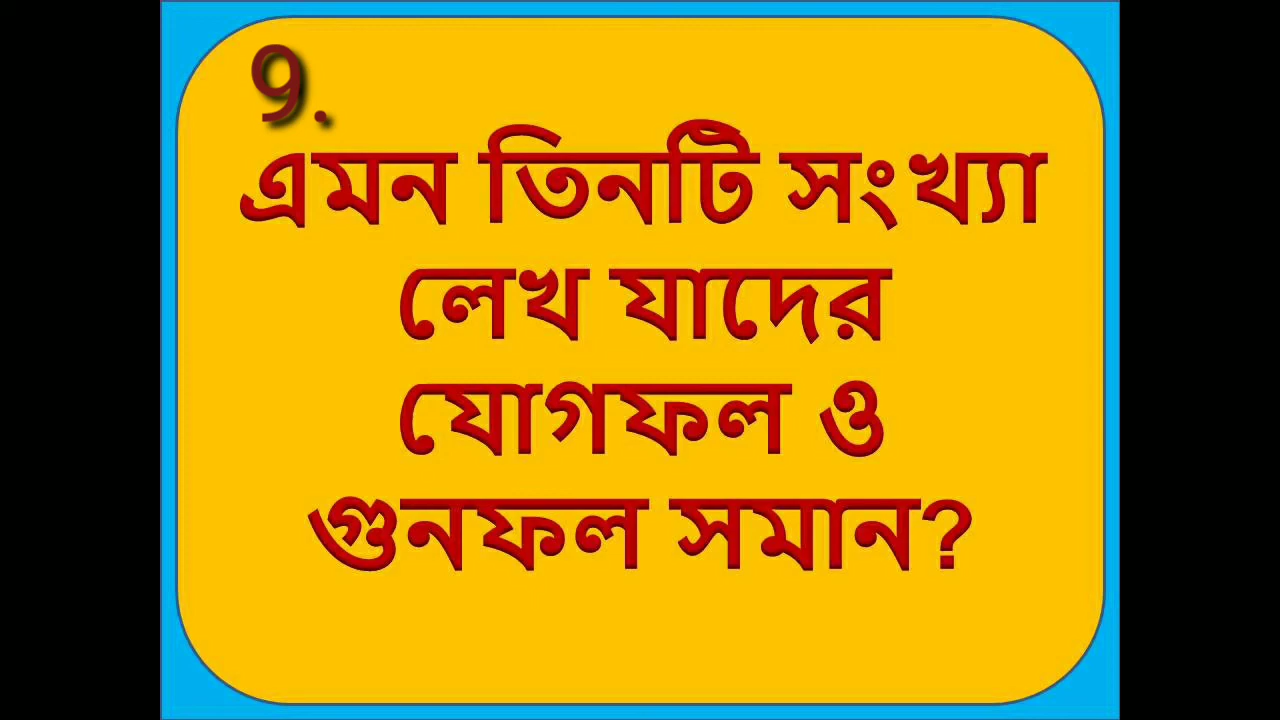 9.
এমন তিনটি সংখ্যা
লেখ যাদের
যোগফল ও
গুনফল সমান?